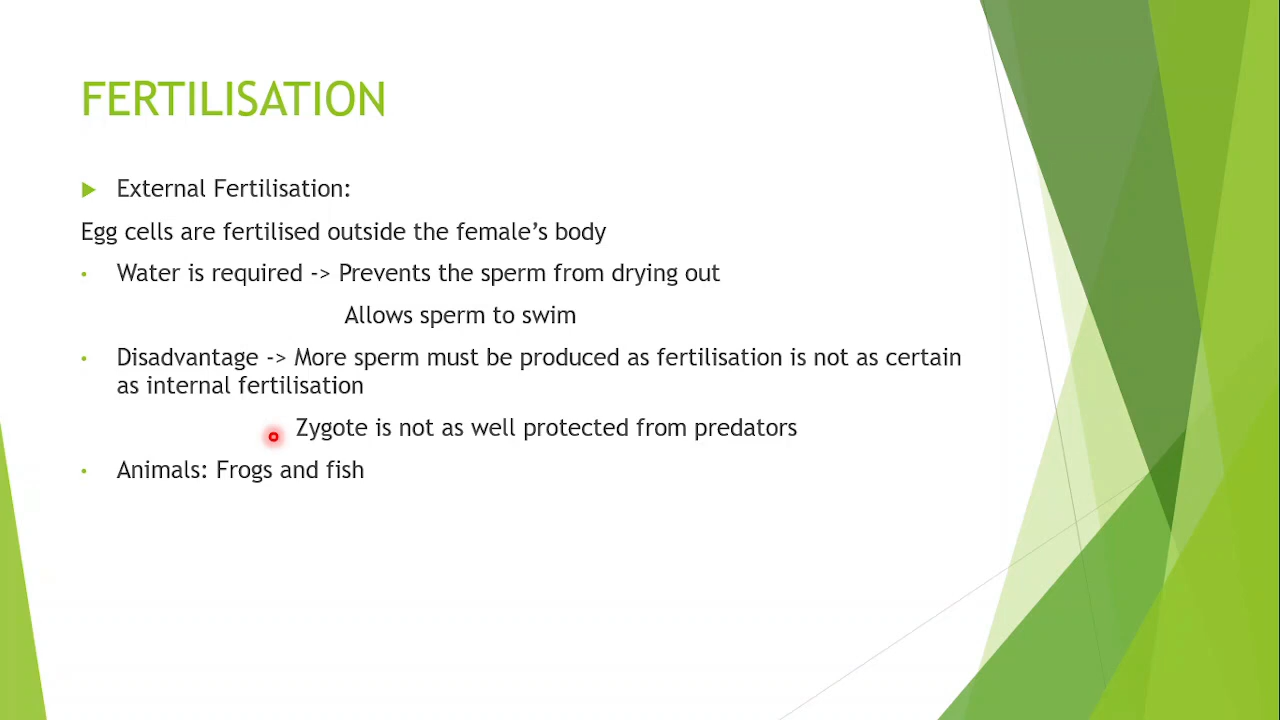 FERTILISATION
External Fertilisation:
Egg cells are fertilised outside the female’s body
• Water is required -> Prevents the sperm from drying out
Allows sperm to swim
• Disadvantage -> More sperm must be produced as fertilisation is not as certain
as internal fertilisation
Zygote is not as well protected from predators
• Animals: Frogs and fish